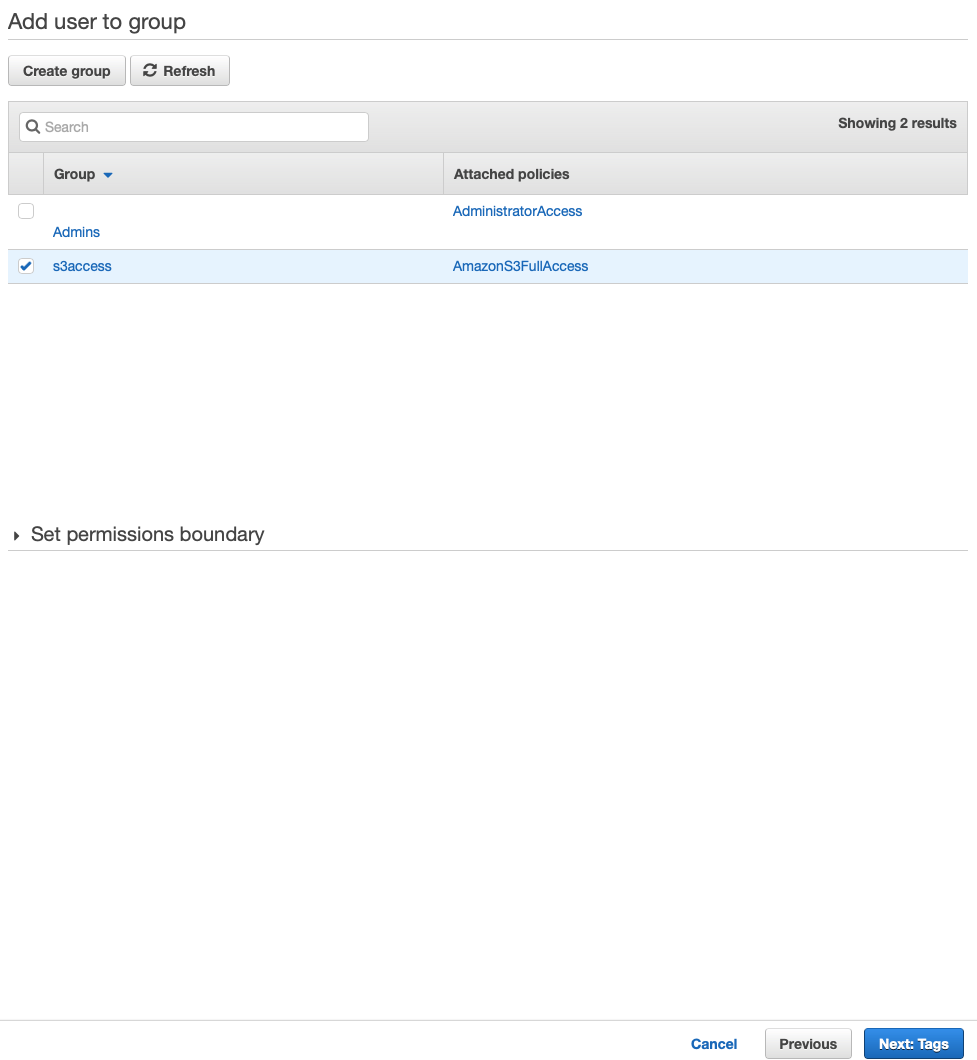 Add user to group
Create group Refresh
Search Showing 2 results
Group Attached policies
AdministratorAccess
Admins
s3access AmazonS3FullAccess
Set permissions boundary
Cancel Previous Next: Tags